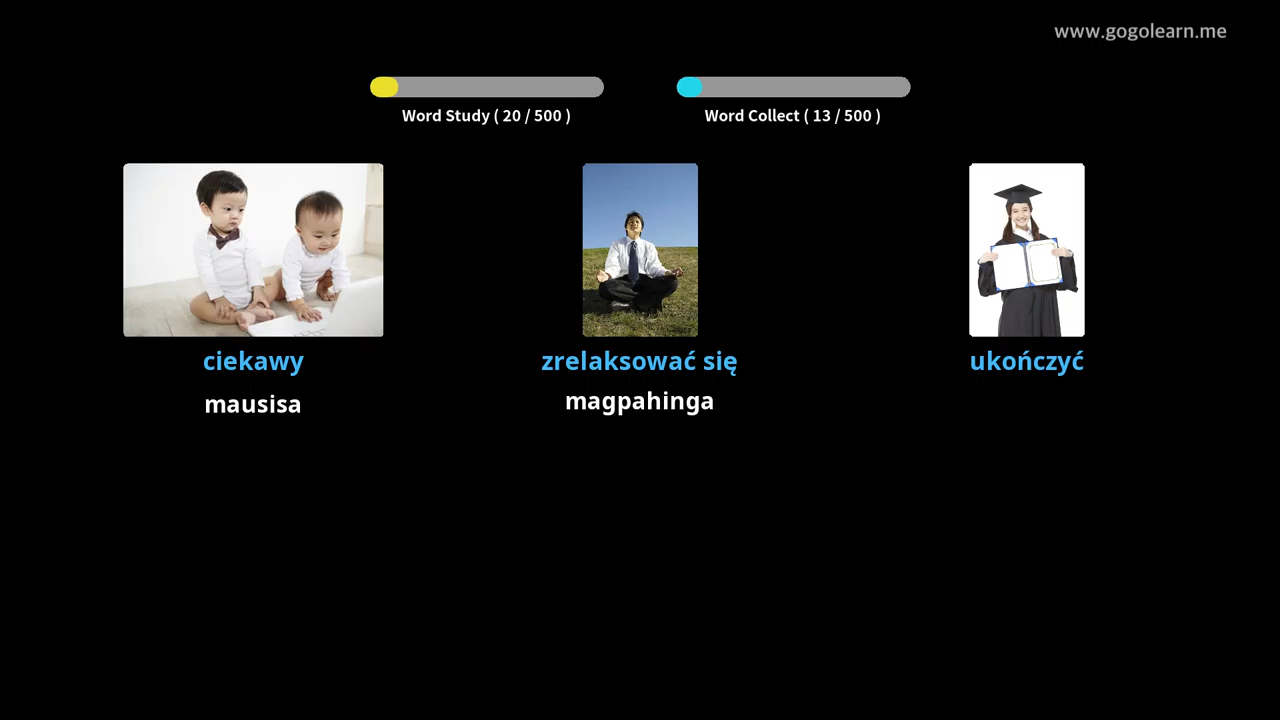 www.gogolearn.me
Word Study ( 20 / 500 )
Word Collect ( 13 / 500 )
ciekawy
zrelaksować się
ukończyć
mausisa
magpahinga